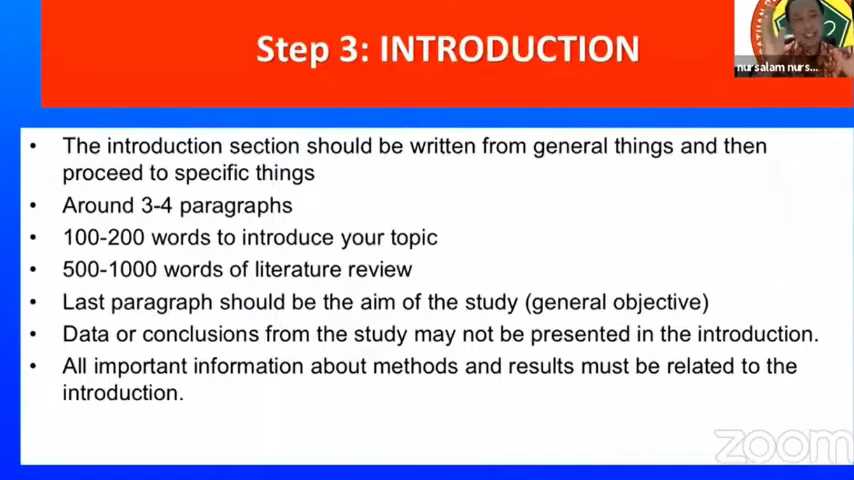 Step 3: INTRODUCTION
nursalam nurs...
• The introduction section should be written from general things and then
proceed to specific things
• Around 3-4 paragraphs
• 100-200 words to introduce your topic
• 500-1000 words of literature review
• Last paragraph should be the aim of the study (general objective)
• Data or conclusions from the study may not be presented in the introduction.
• All important information about methods and results must be related to the
introduction.
zoom